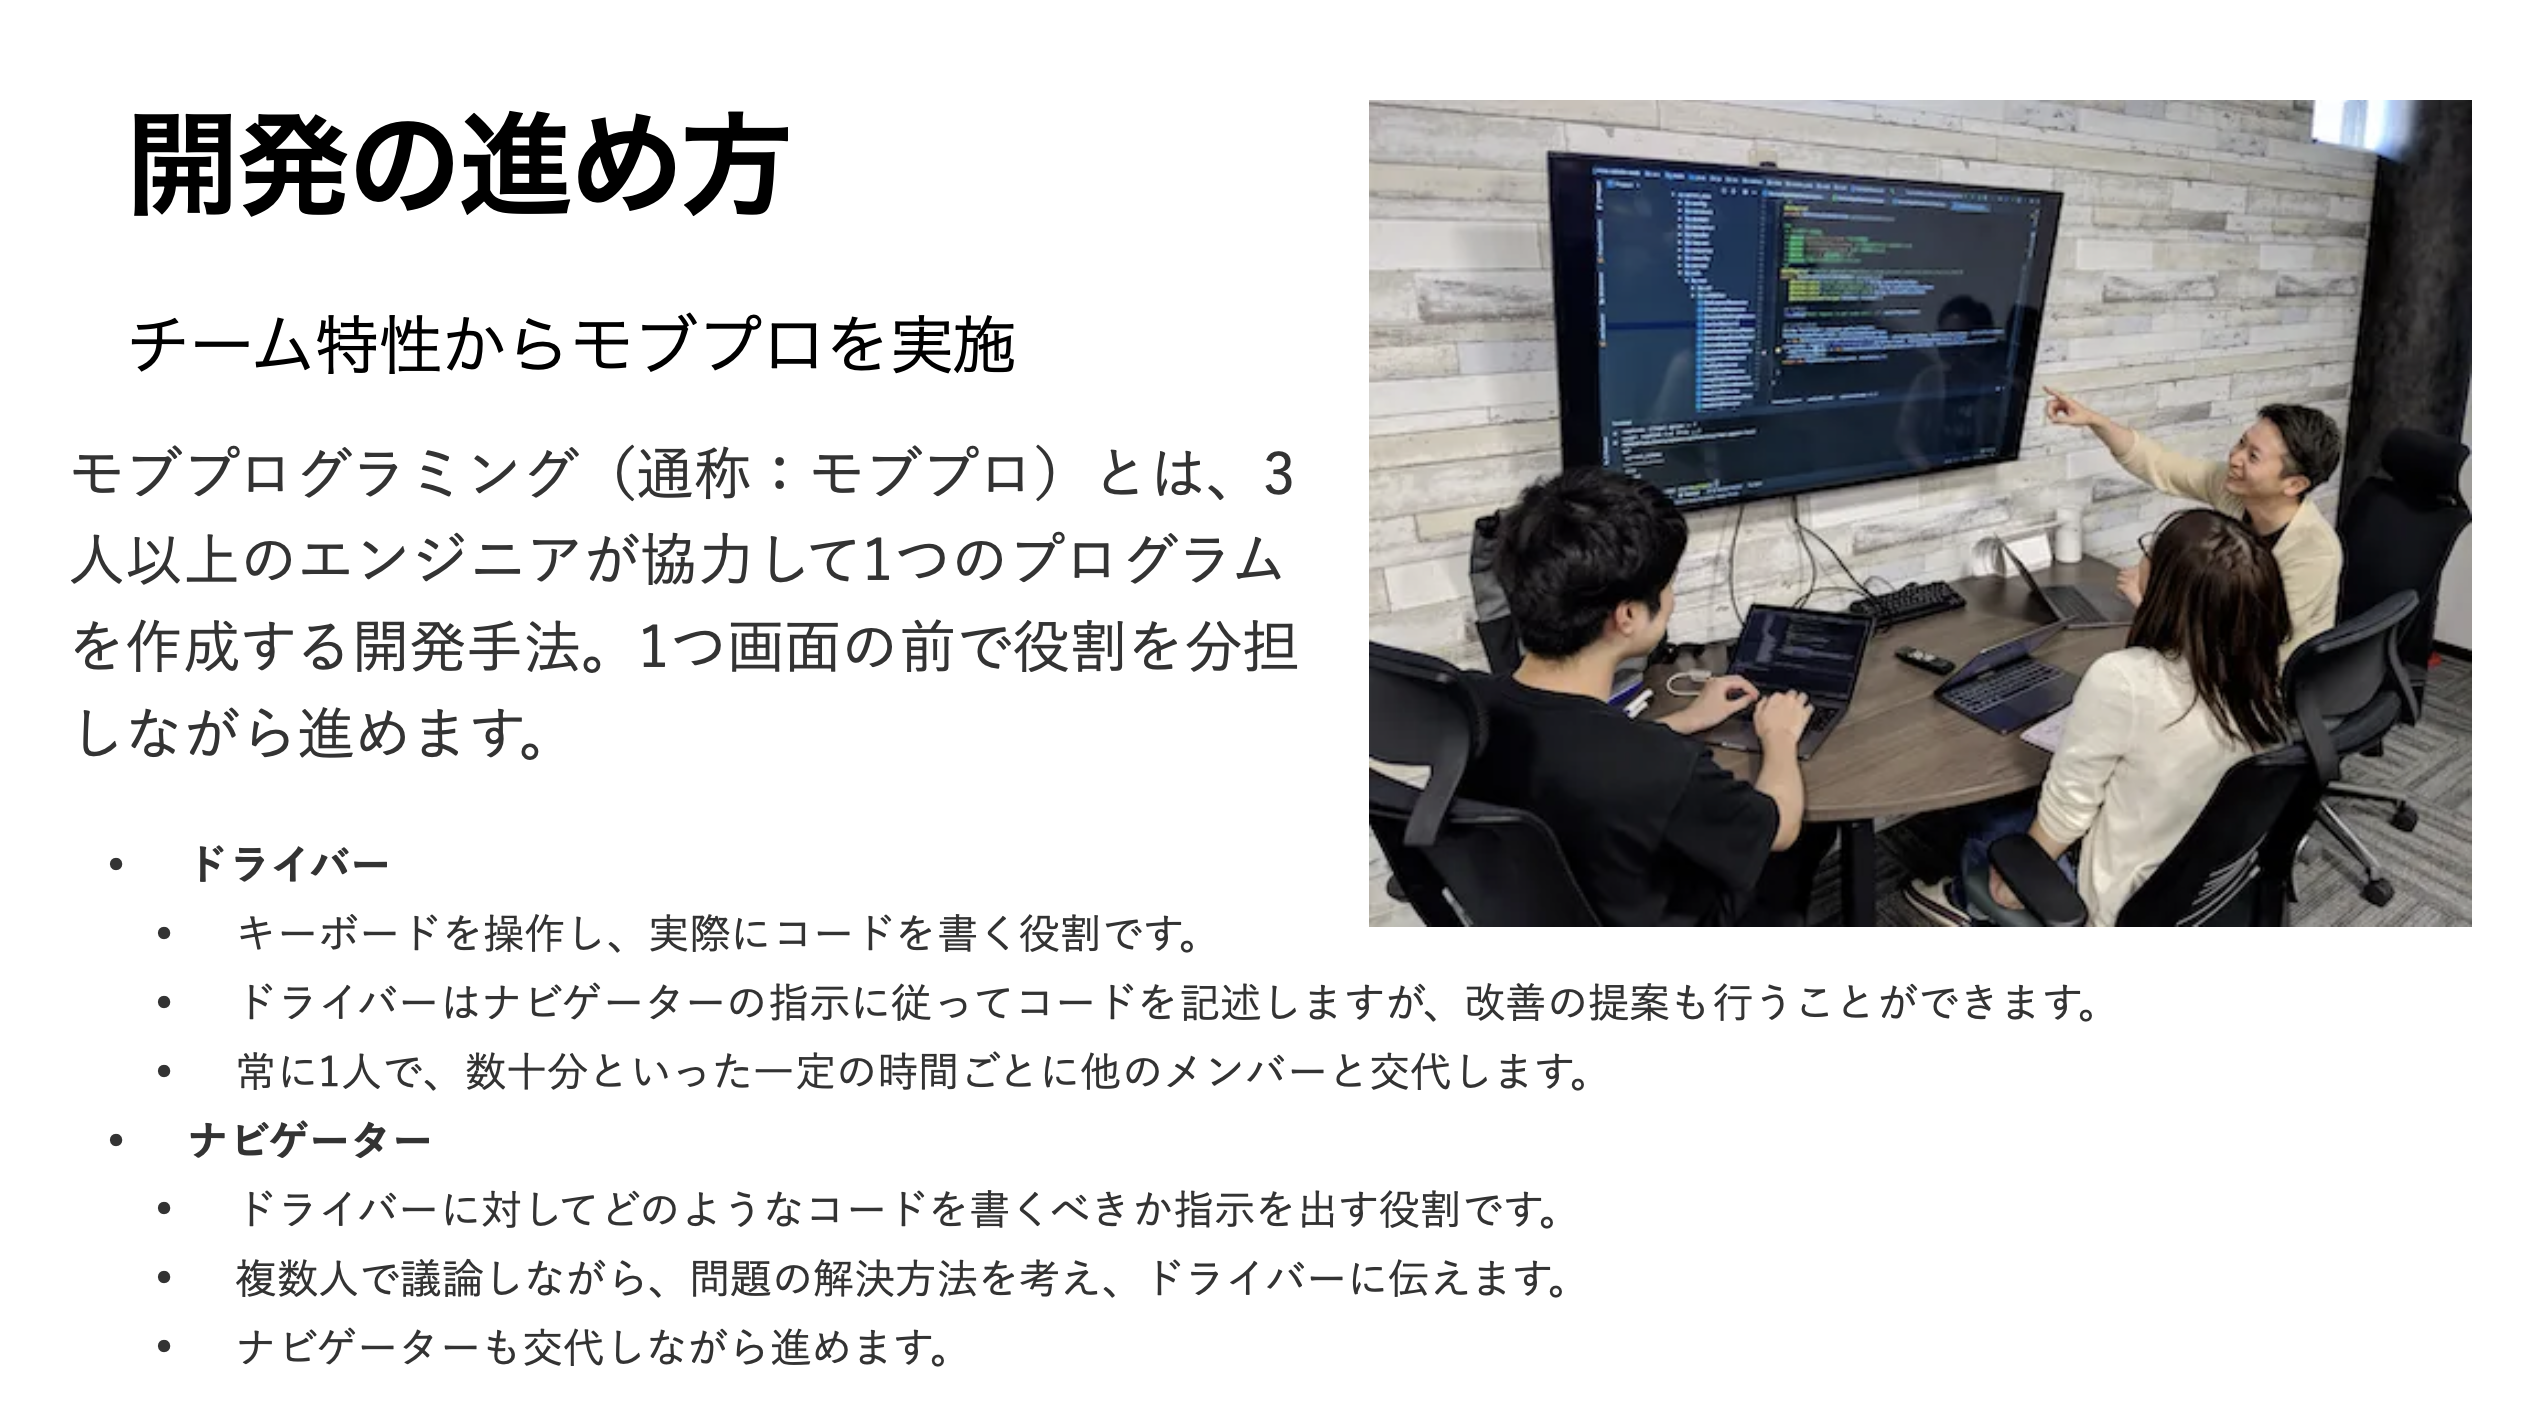 開発の進め方
チーム特性からモブプロを実施
モブプログラミング（通称：モブプロ）とは、3
人以上のエンジニアが協力して1つのプログラム
を作成する開発手法。1つ画面の前で役割を分担
しながら進めます。
• ドライバー
• キーボードを操作し、実際にコードを書く役割です。
• ドライバーはナビゲーターの指示に従ってコードを記述しますが、改善の提案も行うことができます。
• 常に1人で、数十分といった一定の時間ごとに他のメンバーと交代します。
• ナビゲーター
• ドライバーに対してどのようなコードを書くべきか指示を出す役割です。
• 複数人で議論しながら、問題の解決方法を考え、ドライバーに伝えます。
• ナビゲーターも交代しながら進めます。